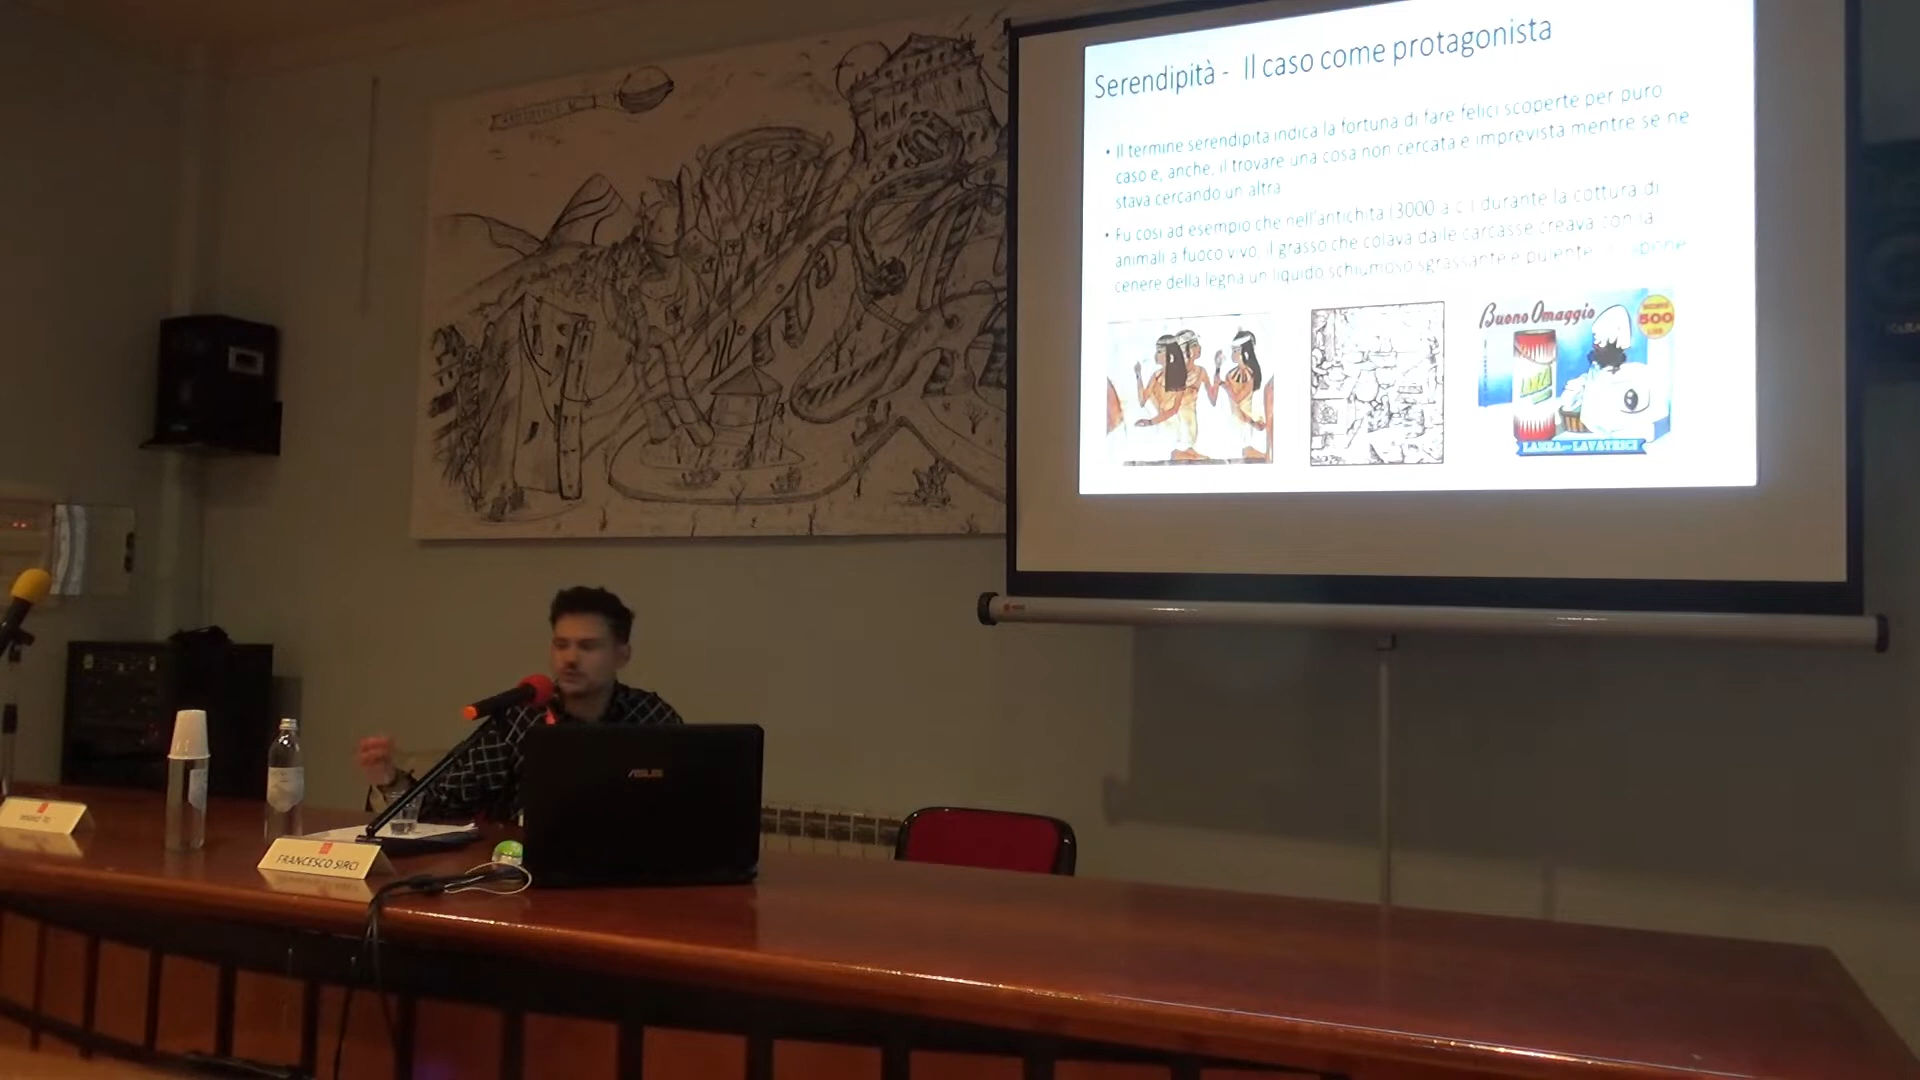 Serendipità - Il caso come protagonista
• Il termine serendipità indica la fortuna di fare felici scoperte per puro
caso e, anche, il trovare una cosa non cercata e imprevista mentre se ne
stava cercando un altra
• Fu così ad esempio che nell'antichità (3000 a.c.) durante la cottura di
animali a fuoco vivo, il grasso che colava dalle carcasse creava con la
cenere della legna un liquido schiumoso sgrassante e pulente
Buono Omaggio
500
LANZA
LANZA per LAVATRICI
ASUS
FRANCESCO SIRCI